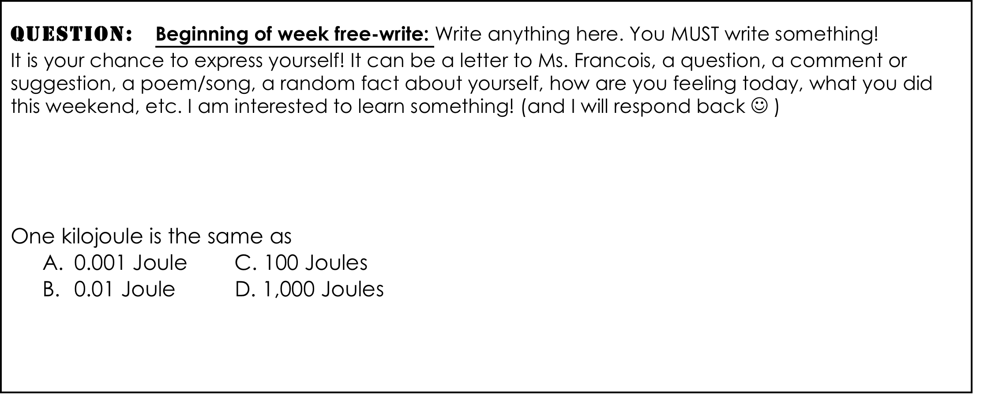 QUESTION: Beginning of week free-write: Write anything here. You MUST write something!
It is your chance to express yourself! It can be a letter to Ms. Francois, a question, a comment or
suggestion, a poem/song, a random fact about yourself, how are you feeling today, what you did
this weekend, etc. I am interested to learn something! (and I will respond back ☺ )
One kilojoule is the same as
A. 0.001 Joule C. 100 Joules
B. 0.01 Joule D. 1,000 Joules